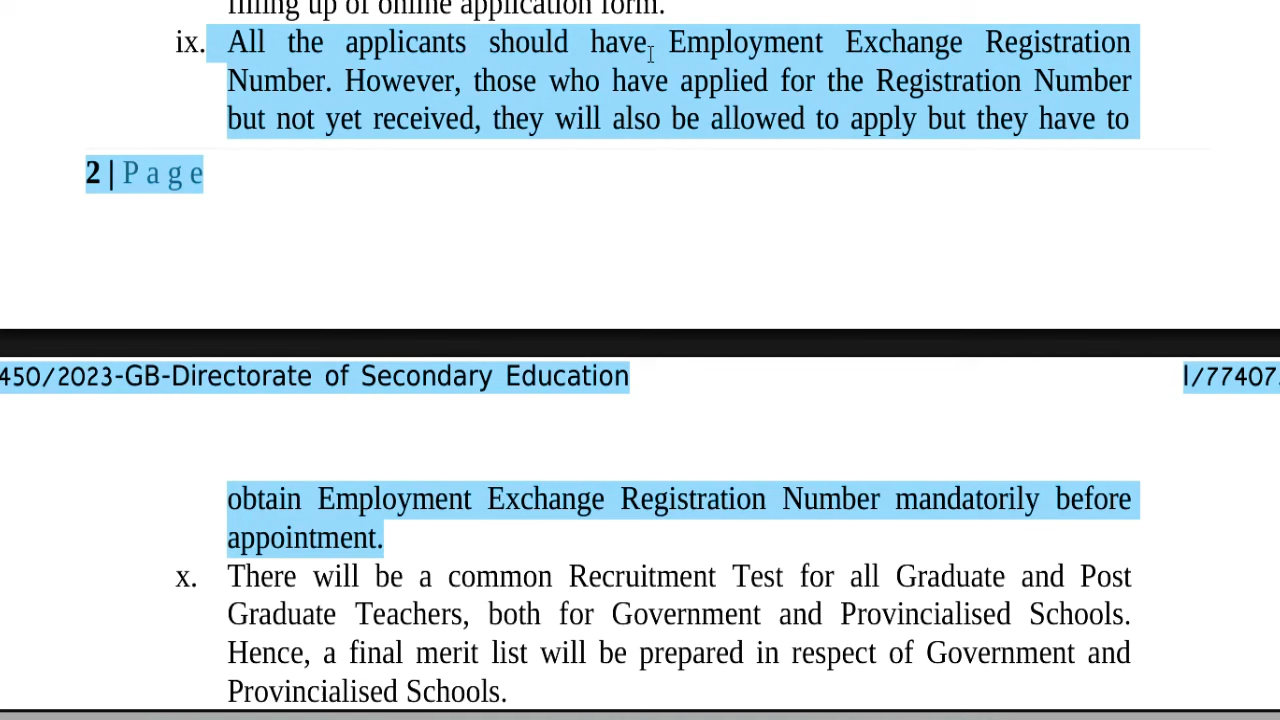 filling up of online application form.
ix. All the applicants should have Employment Exchange Registration
Number. However, those who have applied for the Registration Number
but not yet received, they will also be allowed to apply but they have to
2 | P a g e
450/2023-GB-Directorate of Secondary Education I/77407
obtain Employment Exchange Registration Number mandatorily before
appointment.
x. There will be a common Recruitment Test for all Graduate and Post
Graduate Teachers, both for Government and Provincialised Schools.
Hence, a final merit list will be prepared in respect of Government and
Provincialised Schools.